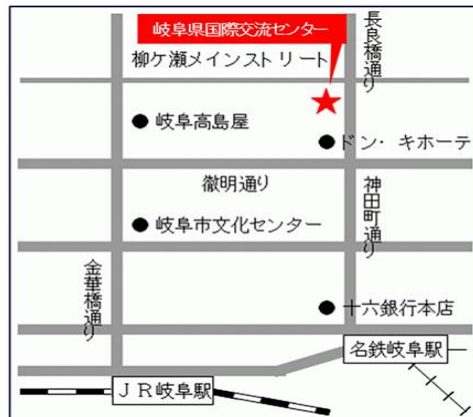 岐阜県国際交流センター
柳ケ瀬メインストリート
長良橋通り
岐阜高島屋
ドン・キホーテ
徹明通り
神田町通り
岐阜市文化センター
金華橋通り
十六銀行本店
名鉄岐阜駅
ＪＲ岐阜駅